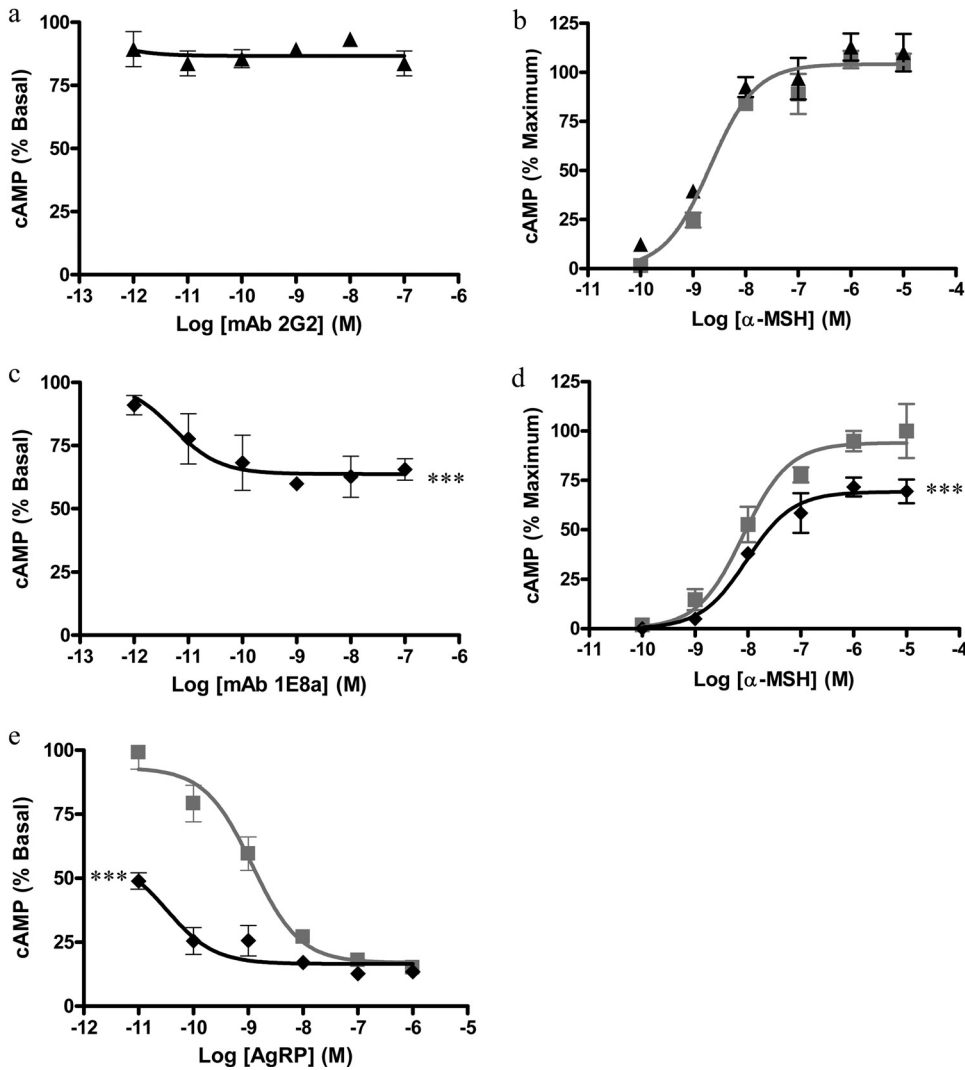 a
cAMP (% Basal)
100
75
50
25
0
-13 -12 -11 -10 -9 -8 -7 -6
Log [mAb 2G2] (M)
b
cAMP (% Maximum)
125
100
75
50
25
0
-11 -10 -9 -8 -7 -6 -5 -4
Log [α-MSH] (M)
c
cAMP (% Basal)
100
75
50
25
0
***
-13 -12 -11 -10 -9 -8 -7 -6
Log [mAb 1E8a] (M)
d
cAMP (% Maximum)
125
100
75
50
25
0
***
-11 -10 -9 -8 -7 -6 -5 -4
Log [α-MSH] (M)
e
cAMP (% Basal)
100
75
50
25
0
***
-12 -11 -10 -9 -8 -7 -6 -5
Log [AgRP] (M)